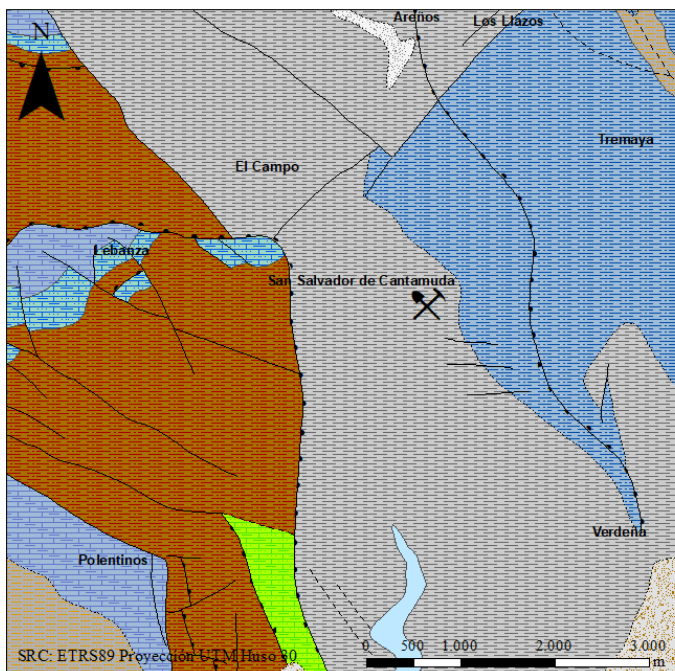 Areños
Los Llazos
N
Tremaya
El Campo
Lebanza
San Salvador de Cantamuda
Verdeña
Polentinos
SRC: ETRS89 Proyección UTM Huso 30
0 500 1.000 2.000 3.000
m